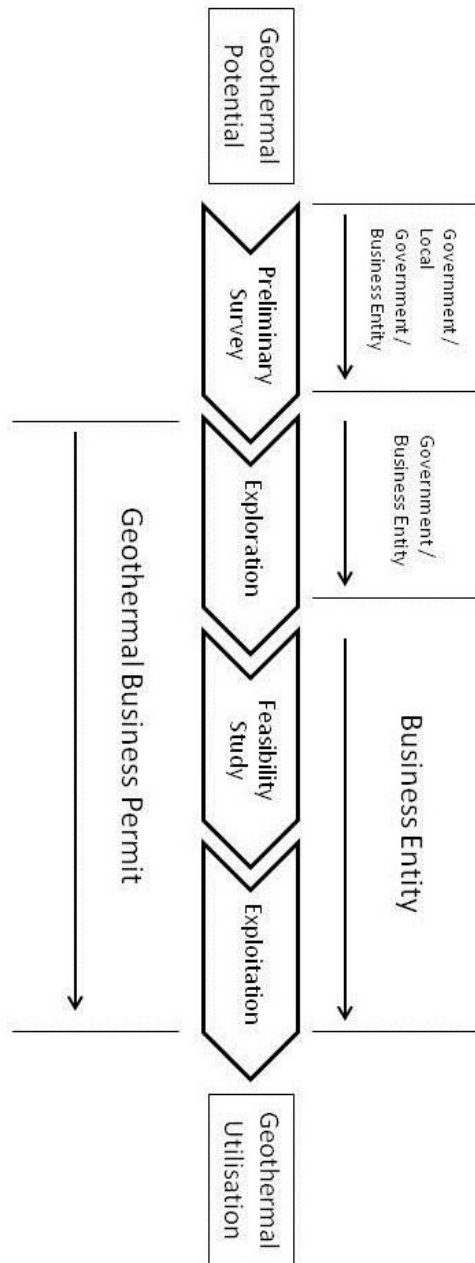 Geothermal
Potential
Government/
Local
Government/
Business Entity
Preliminary
Survey
Government/
Business Entity
Exploration
Business Entity
Feasibility
Study
Exploitation
Geothermal Business Permit
Geothermal
Utilisation